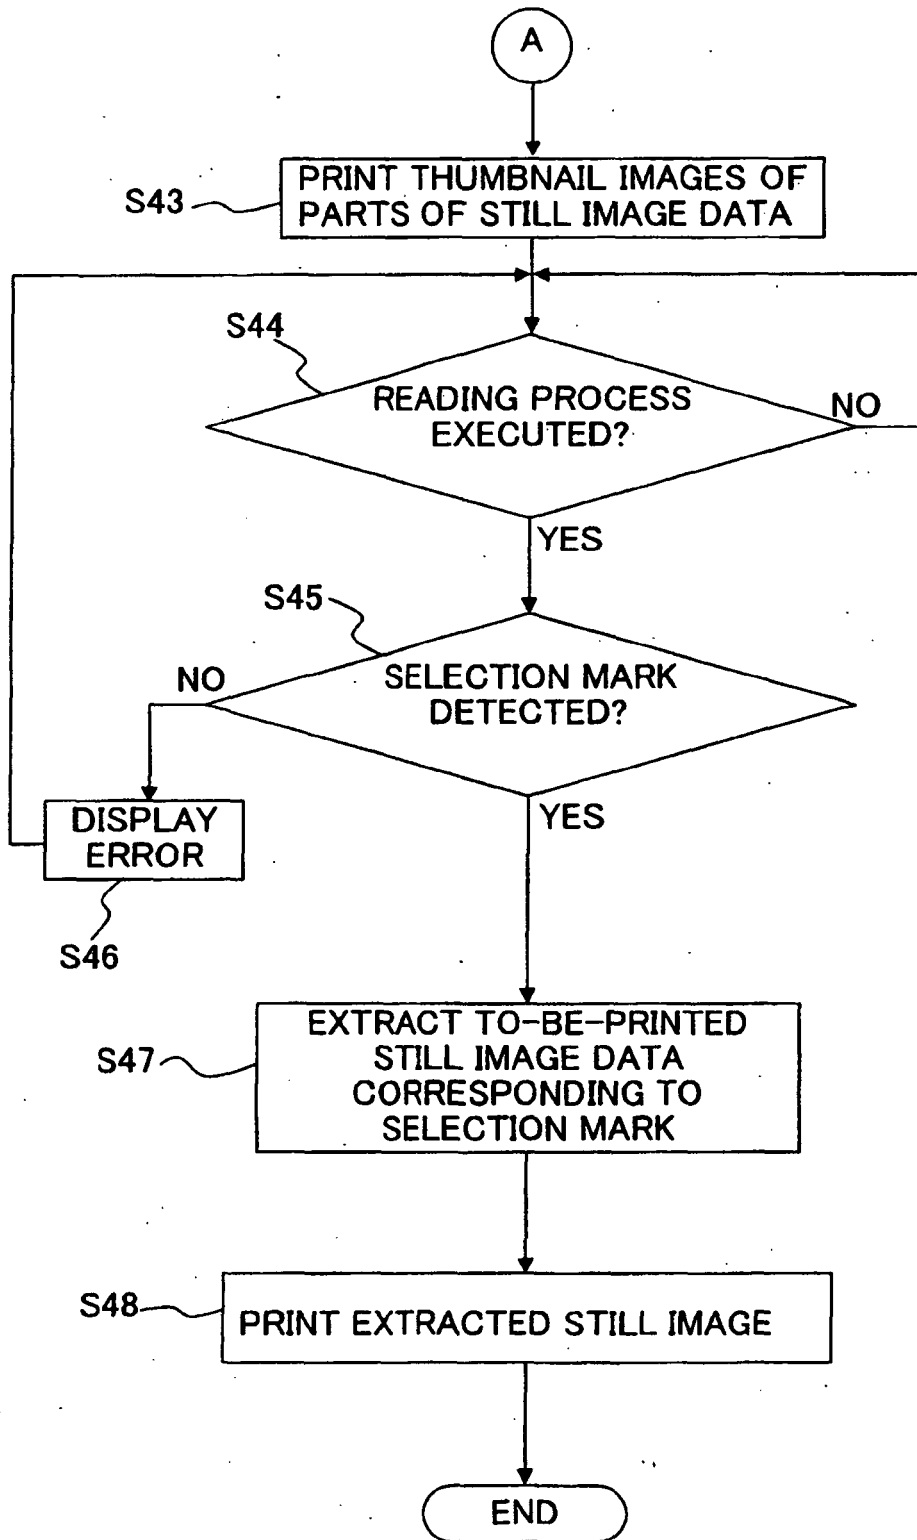 A
S43
PRINT THUMBNAIL IMAGES OF
PARTS OF STILL IMAGE DATA
S44
READING PROCESS
EXECUTED?
NO
YES
S45
SELECTION MARK
DETECTED?
NO
YES
DISPLAY
ERROR
S46
S47
EXTRACT TO-BE-PRINTED
STILL IMAGE DATA
CORRESPONDING TO
SELECTION MARK
S48
PRINT EXTRACTED STILL IMAGE
END